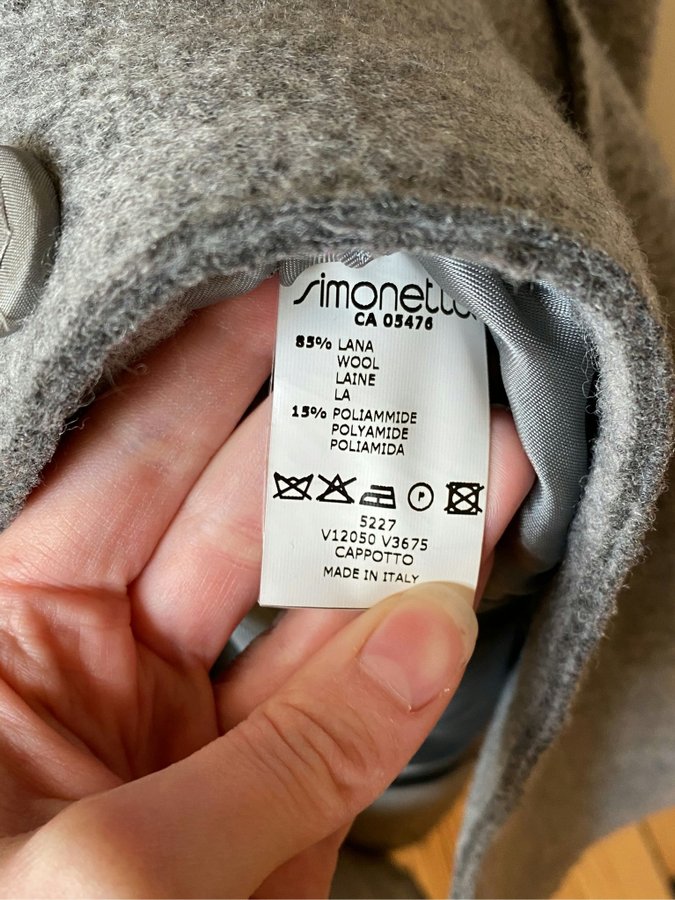 simonetta
CA 05476
85% LANA
WOOL
LAINE
LA
15% POLIAMMIDE
POLYAMIDE
POLIAMIDA
P
5227
V12050 V3675
CAPPOTTO
MADE IN ITALY